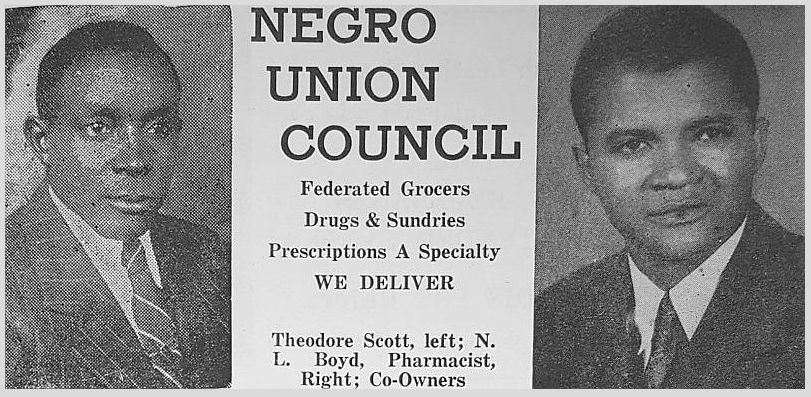 NEGRO
UNION
COUNCIL
Federated Grocers
Drugs & Sundries
Prescriptions A Specialty
WE DELIVER
Theodore Scott, left; N.
L. Boyd, Pharmacist,
Right; Co-Owners